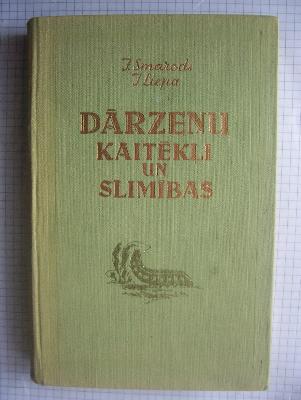 J. Smarods
I. Liepa
DĀRZEŅU
KAITĒKĻI
UN
SLIMĪBAS